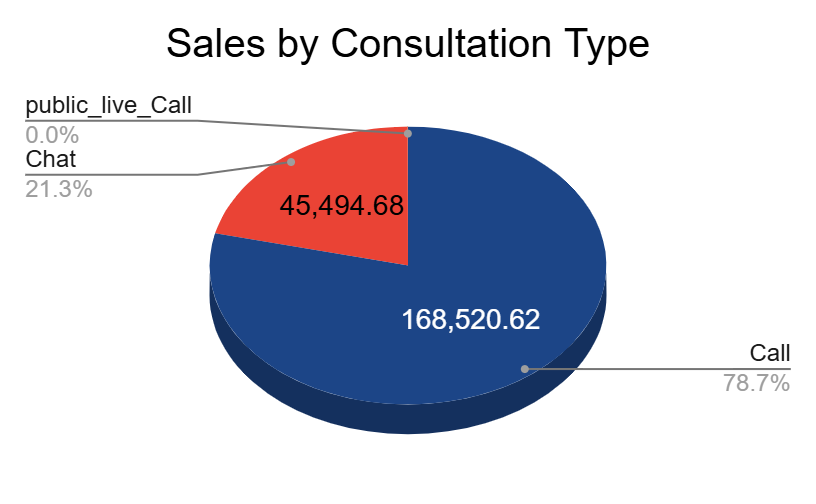 Sales by Consultation Type
public_live_Call
0.0%
Chat
21.3%
45,494.68
168,520.62
Call
78.7%